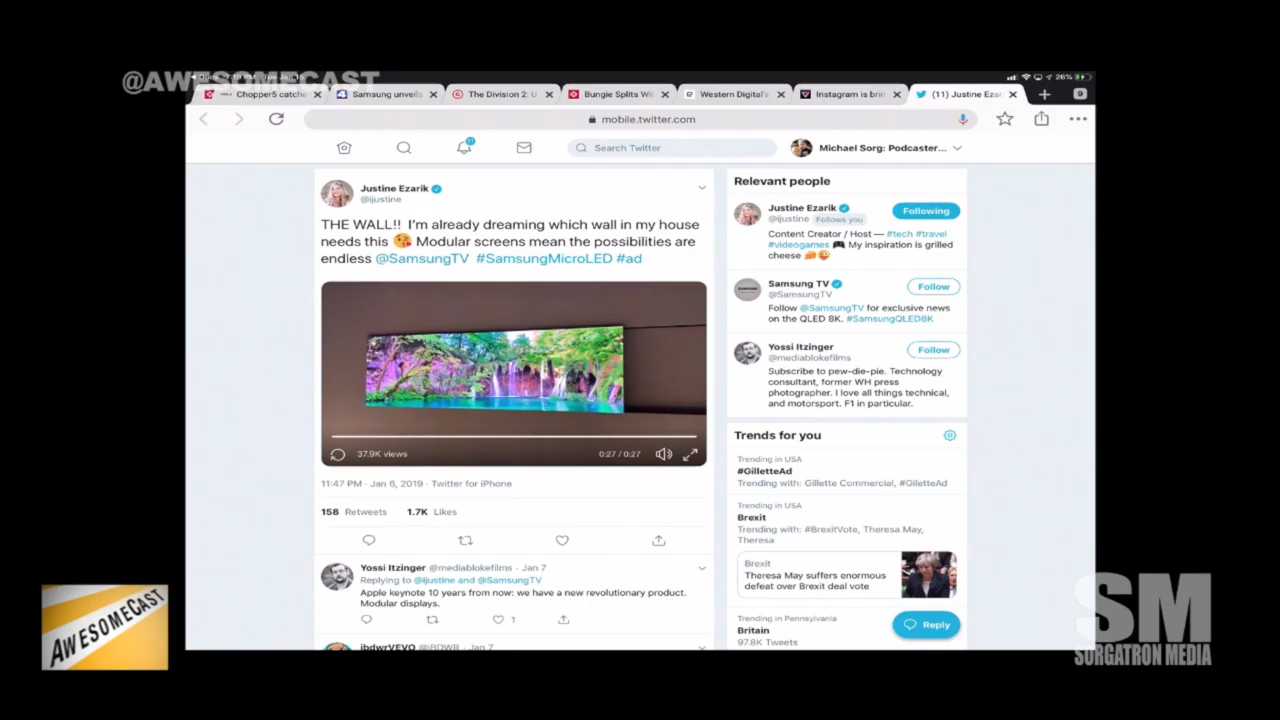 @AWESOMECAST
Chopper5 catche
Samsung unveils
The Division 2: U
Bungie Splits Wit
Western Digital's
Instagram is brin
(11) Justine Ezar
9
26%
mobile.twitter.com
11
Search Twitter
Michael Sorg: Podcaster...
Justine Ezarik
@ijustine
THE WALL!! I'm already dreaming which wall in my house
needs this 😘 Modular screens mean the possibilities are
endless @SamsungTV #SamsungMicroLED #ad
37.9K views
0:27 / 0:27
11:47 PM · Jan 6, 2019 · Twitter for iPhone
158 Retweets 1.7K Likes
Yossi Itzinger @mediablokefilms · Jan 7
Replying to @ijustine and @SamsungTV
Apple keynote 10 years from now: we have a new revolutionary product.
Modular displays.
1
ibdwrVEVO @iBDWR · Jan 7
Relevant people
Justine Ezarik
@ijustine Follows you
Following
Content Creator / Host — #tech #travel
#videogames 🎮 My inspiration is grilled
cheese 🧀😜
Samsung TV
@SamsungTV
Follow
Follow @SamsungTV for exclusive news
on the QLED 8K. #SamsungQLED8K
Yossi Itzinger
@mediablokefilms
Follow
Subscribe to pew-die-pie. Technology
consultant, former WH press
photographer. I love all things technical,
and motorsport. F1 in particular.
Trends for you
Trending in USA
#GilletteAd
Trending with: Gillette Commercial, #GiletteAd
Trending in USA
Brexit
Trending with: #BrexitVote, Theresa May,
Theresa
Brexit
Theresa May suffers enormous
defeat over Brexit deal vote
Trending in Pennsylvania
Britain
97.8K Tweets
Reply
AWESOMECAST
SM
SORGATRON MEDIA